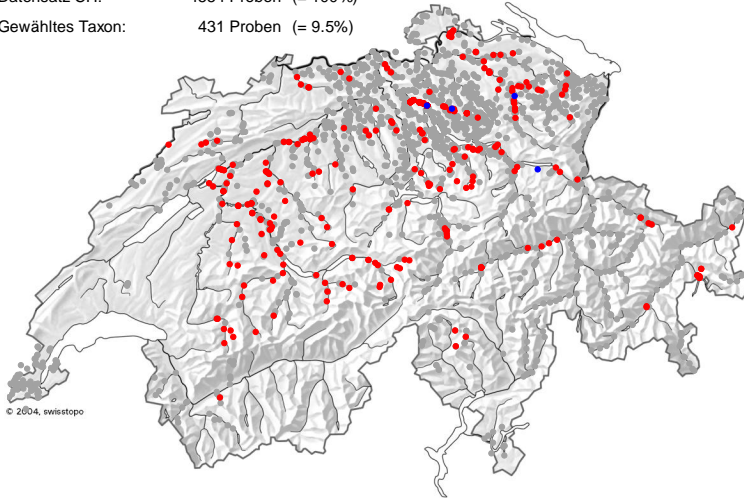 Gewähltes Taxon: 431 Proben (= 9.5%)
© 2004, swisstopo